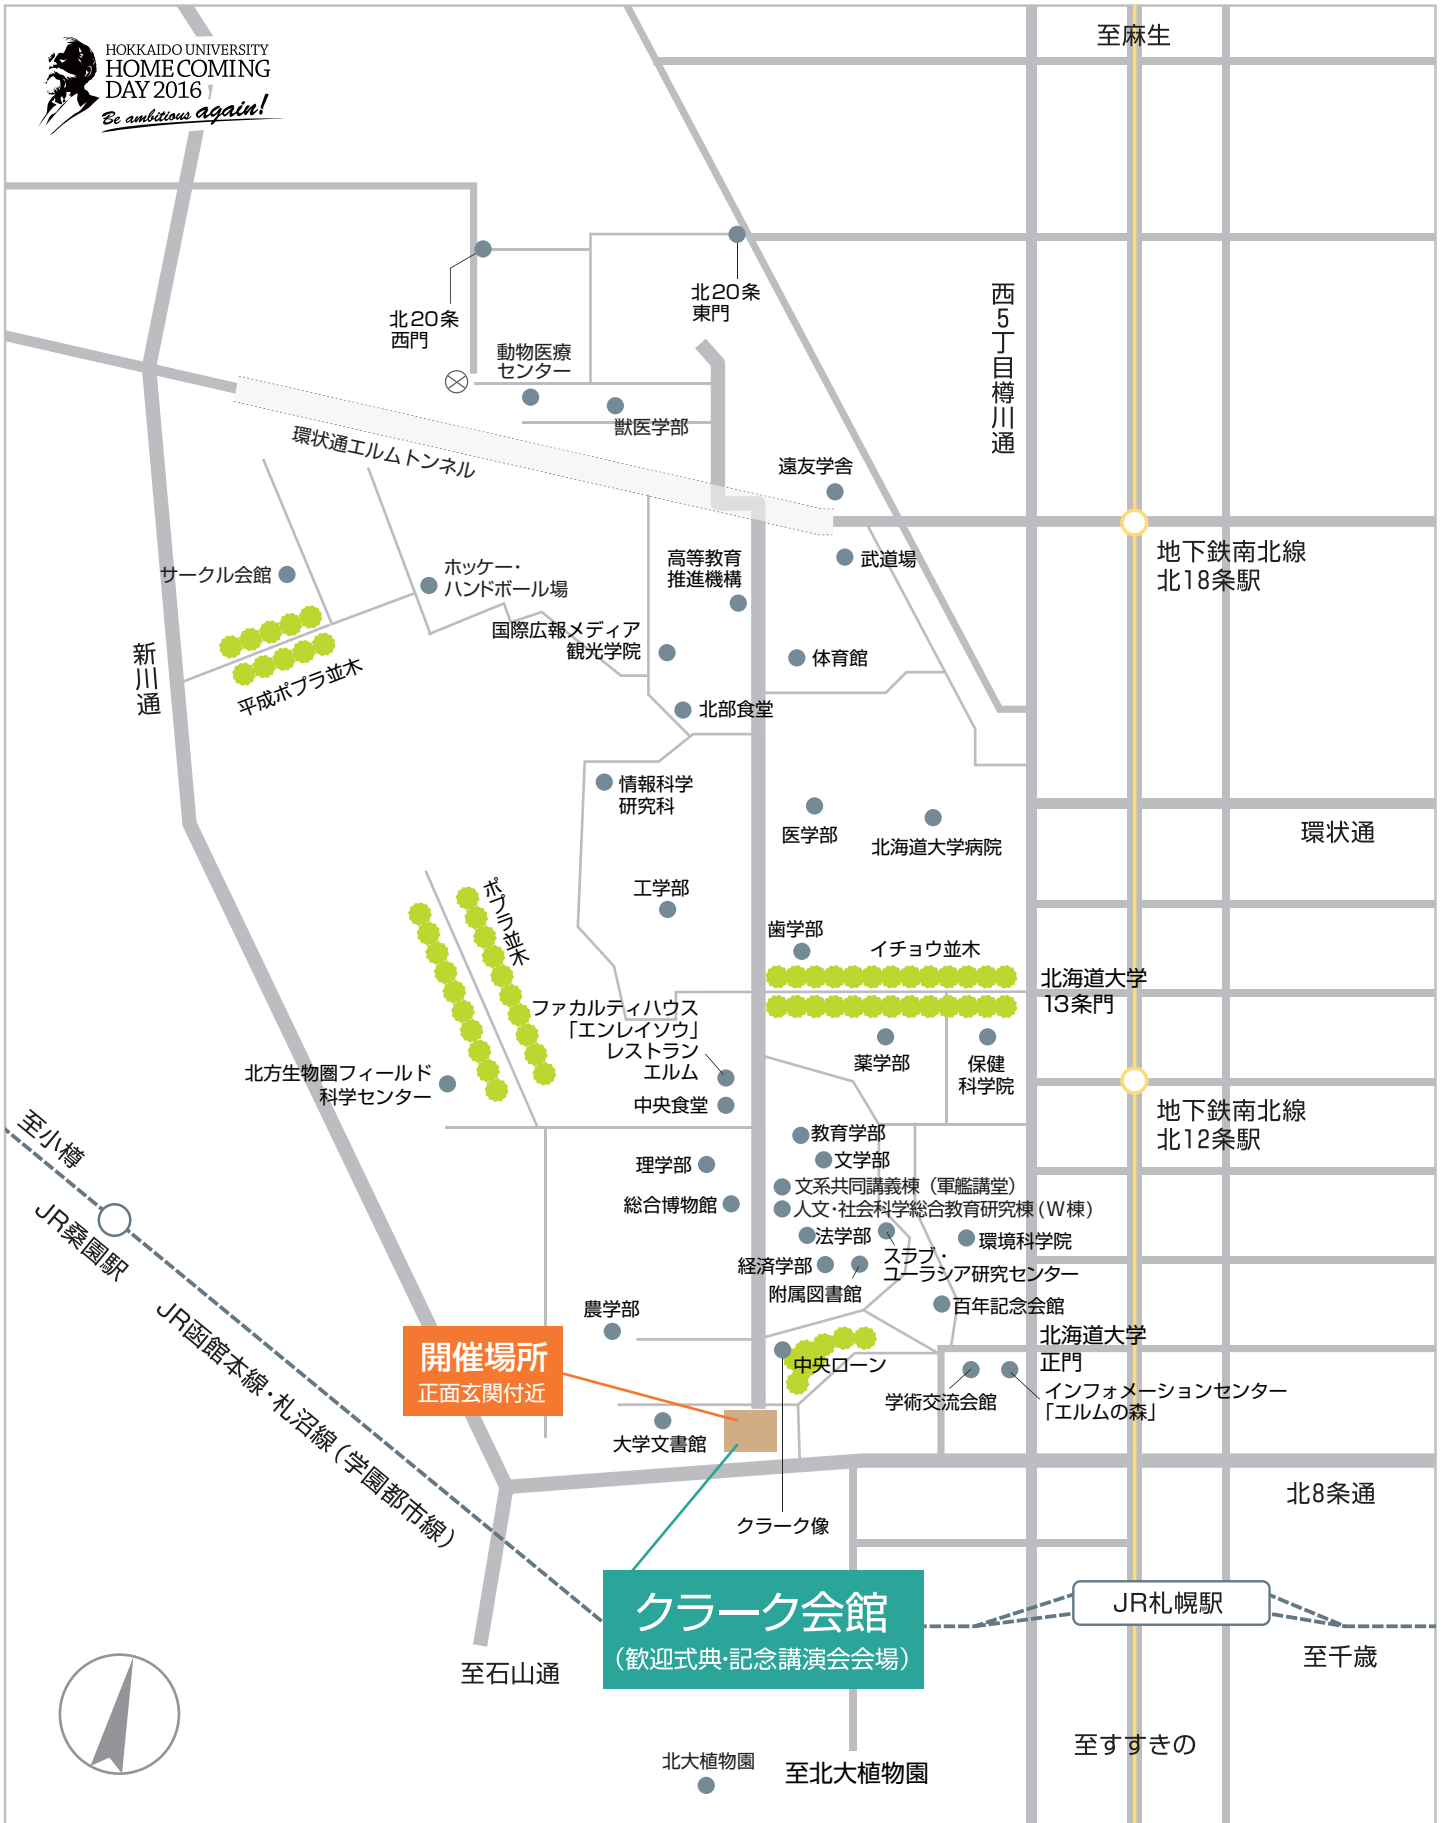 HOKKAIDO UNIVERSITY
HOMECOMING
DAY 2016
Be ambitious again!
至麻生
北20条
西門
北20条
東門
西5丁目樽川通
動物医療
センター
獣医学部
環状通エルムトンネル
遠友学舎
武道場
地下鉄南北線
北18条駅
高等教育
推進機構
サークル会館
ホッケー・
ハンドボール場
国際広報メディア
観光学院
体育館
新川通
平成ポプラ並木
北部食堂
情報科学
研究科
医学部
北海道大学病院
環状通
工学部
ポプラ並木
歯学部
イチョウ並木
北海道大学
13条門
ファカルティハウス
「エンレイソウ」
レストラン
エルム
薬学部
保健
科学院
北方生物圏フィールド
科学センター
中央食堂
地下鉄南北線
北12条駅
教育学部
文学部
理学部
文系共同講義棟（軍艦講堂）
総合博物館
人文・社会科学総合教育研究棟(W棟)
法学部
スラブ・
ユーラシア研究センター
環境科学院
経済学部
附属図書館
百年記念会館
至小樽
JR桑園駅
JR函館本線・札沼線(学園都市線)
農学部
開催場所
正面玄関付近
中央ローン
北海道大学
正門
学術交流会館
インフォメーションセンター
「エルムの森」
大学文書館
北8条通
クラーク像
クラーク会館
（歓迎式典・記念講演会会場）
JR札幌駅
至千歳
至石山通
至すすきの
北大植物園
至北大植物園